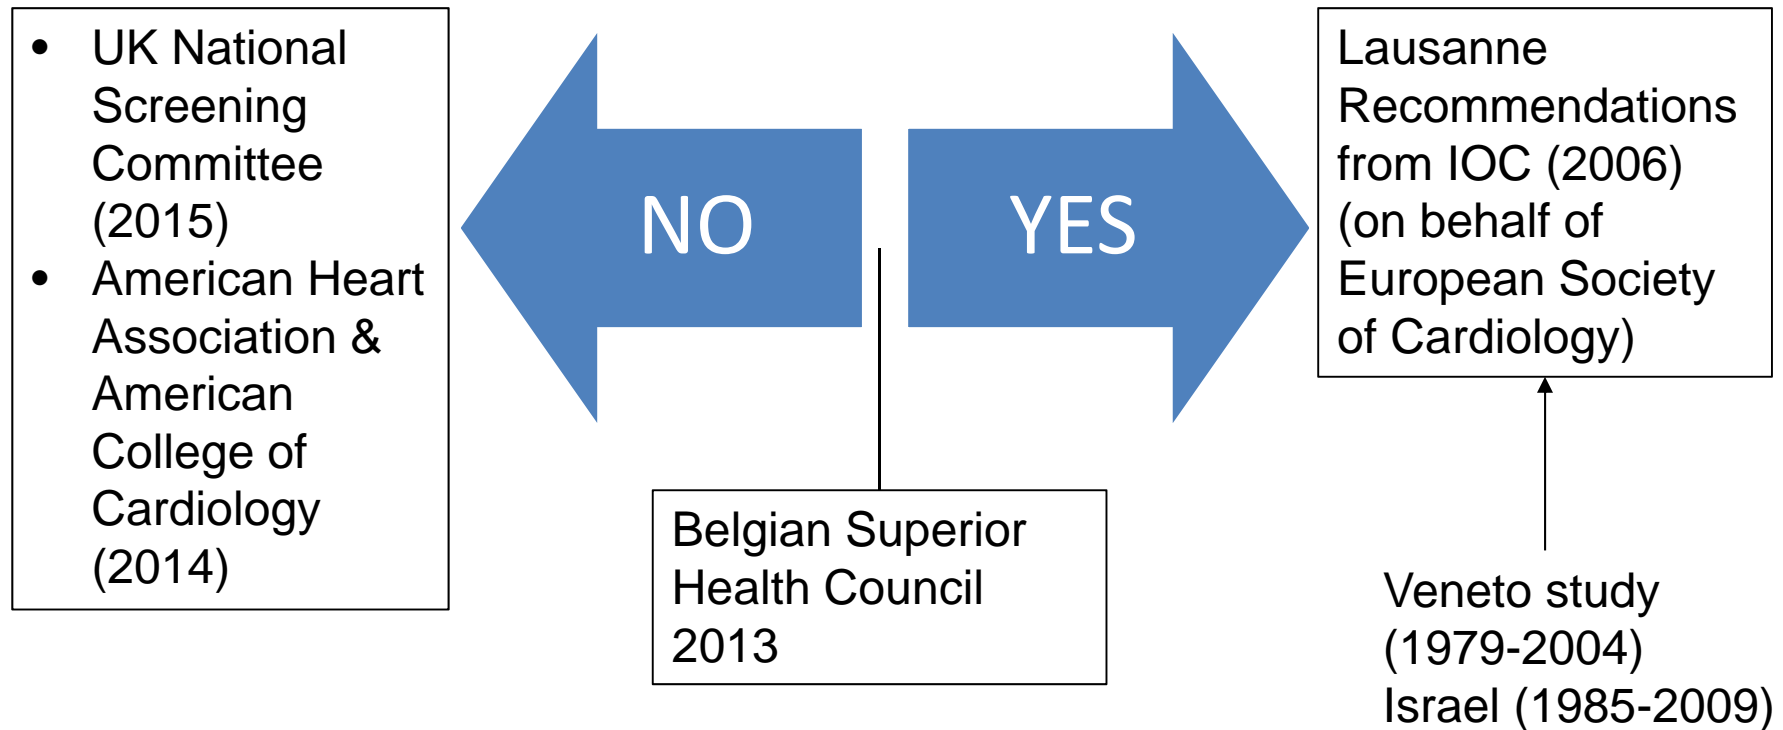 • UK National
Screening
Committee
(2015)
• American Heart
Association &
American
College of
Cardiology
(2014)
NO
YES
Lausanne
Recommendations
from IOC (2006)
(on behalf of
European Society
of Cardiology)
Belgian Superior
Health Council
2013
Veneto study
(1979-2004)
Israel (1985-2009)